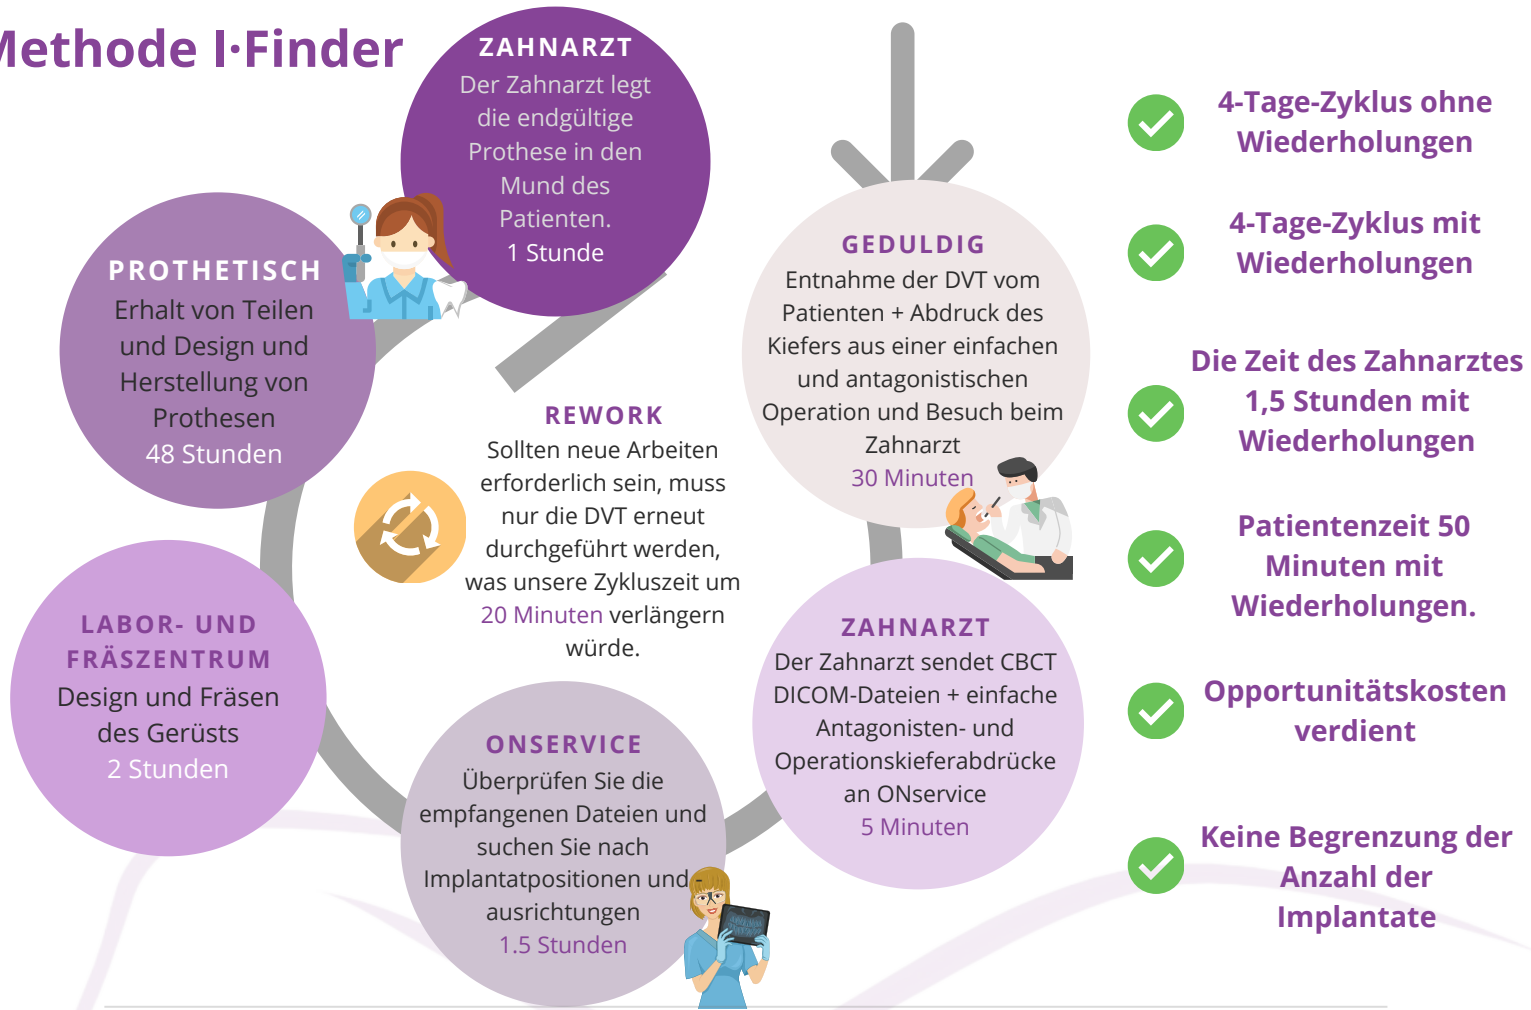 Methode I·Finder
ZAHNARZT
Der Zahnarzt legt
die endgültige
Prothese in den
Mund des
Patienten.
1 Stunde
PROTHETISCH
Erhalt von Teilen
und Design und
Herstellung von
Prothesen
48 Stunden
LABOR- UND
FRÄSZENTRUM
Design und Fräsen
des Gerüsts
2 Stunden
REWORK
Sollten neue Arbeiten
erforderlich sein, muss
nur die DVT erneut
durchgeführt werden,
was unsere Zykluszeit um
20 Minuten verlängern
würde.
ONSERVICE
Überprüfen Sie die
empfangenen Dateien und
suchen Sie nach
Implantatpositionen und -
ausrichtungen
1.5 Stunden
GEDULDIG
Entnahme der DVT vom
Patienten + Abdruck des
Kiefers aus einer einfachen
und antagonistischen
Operation und Besuch beim
Zahnarzt
30 Minuten
ZAHNARZT
Der Zahnarzt sendet CBCT
DICOM-Dateien + einfache
Antagonisten- und
Operationskieferabdrücke
an ONservice
5 Minuten
4-Tage-Zyklus ohne
Wiederholungen
4-Tage-Zyklus mit
Wiederholungen
Die Zeit des Zahnarztes
1,5 Stunden mit
Wiederholungen
Patientenzeit 50
Minuten mit
Wiederholungen.
Opportunitätskosten
verdient
Keine Begrenzung der
Anzahl der
Implantate